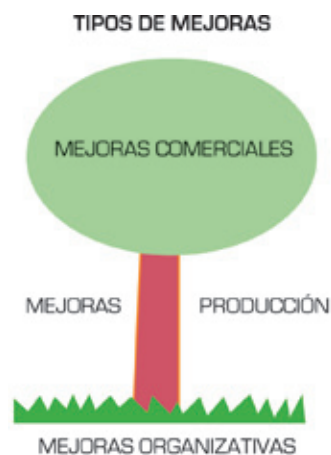 TIPOS DE MEJORAS
MEJORAS COMERCIALES
MEJORAS PRODUCCIÓN
MEJORAS ORGANIZATIVAS